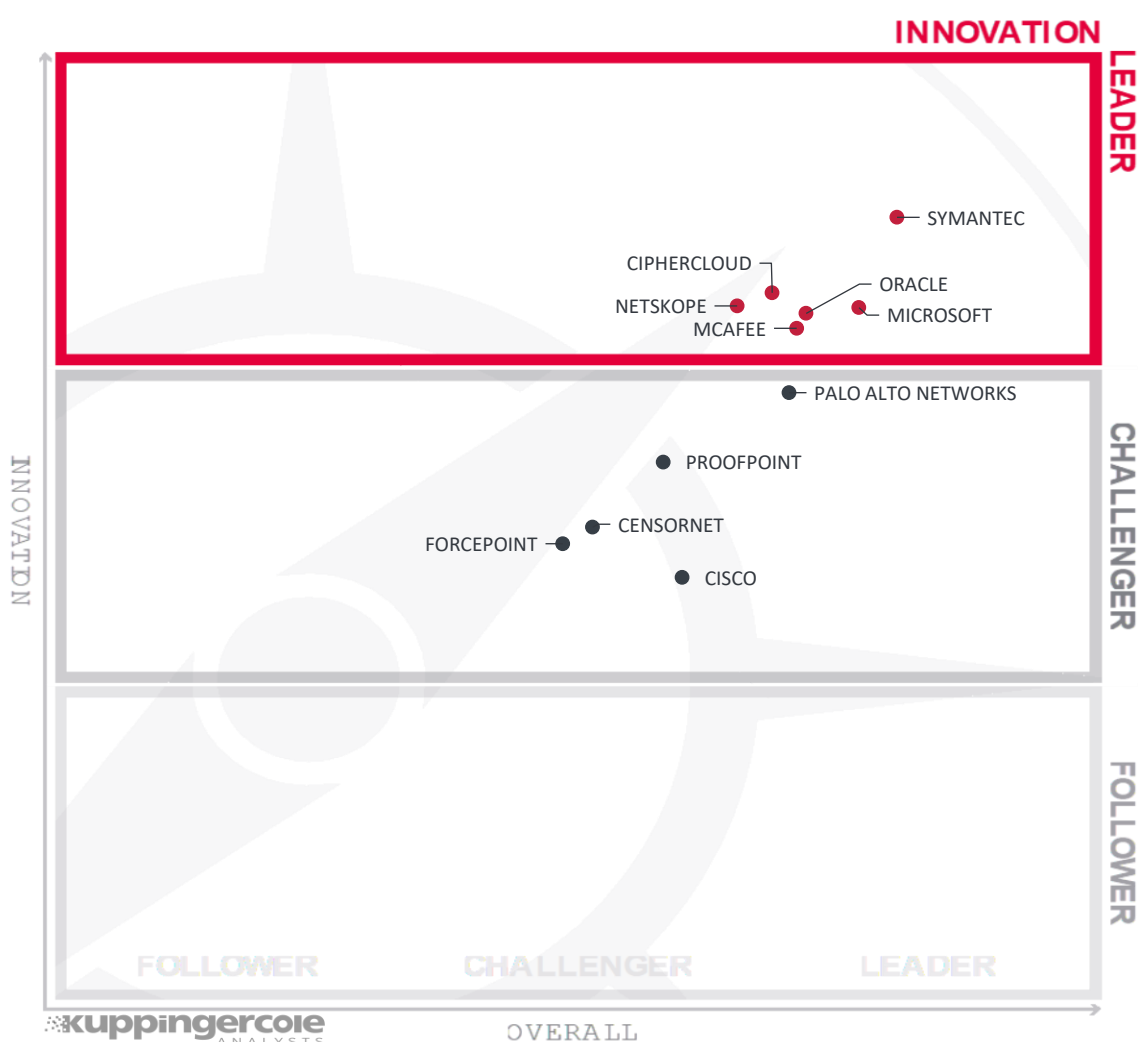 INNOVATION
LEADER
SYMANTEC
CIPHERCLOUD
ORACLE
NETSKOPE
MICROSOFT
MCAFEE
PALO ALTO NETWORKS
CHALLENGER
PROOFPOINT
INNOVATION
CENSORNET
FORCEPOINT
CISCO
FOLLOWER
FOLLOWER CHALLENGER LEADER
kuppingercole
ANALYSTS
OVERALL